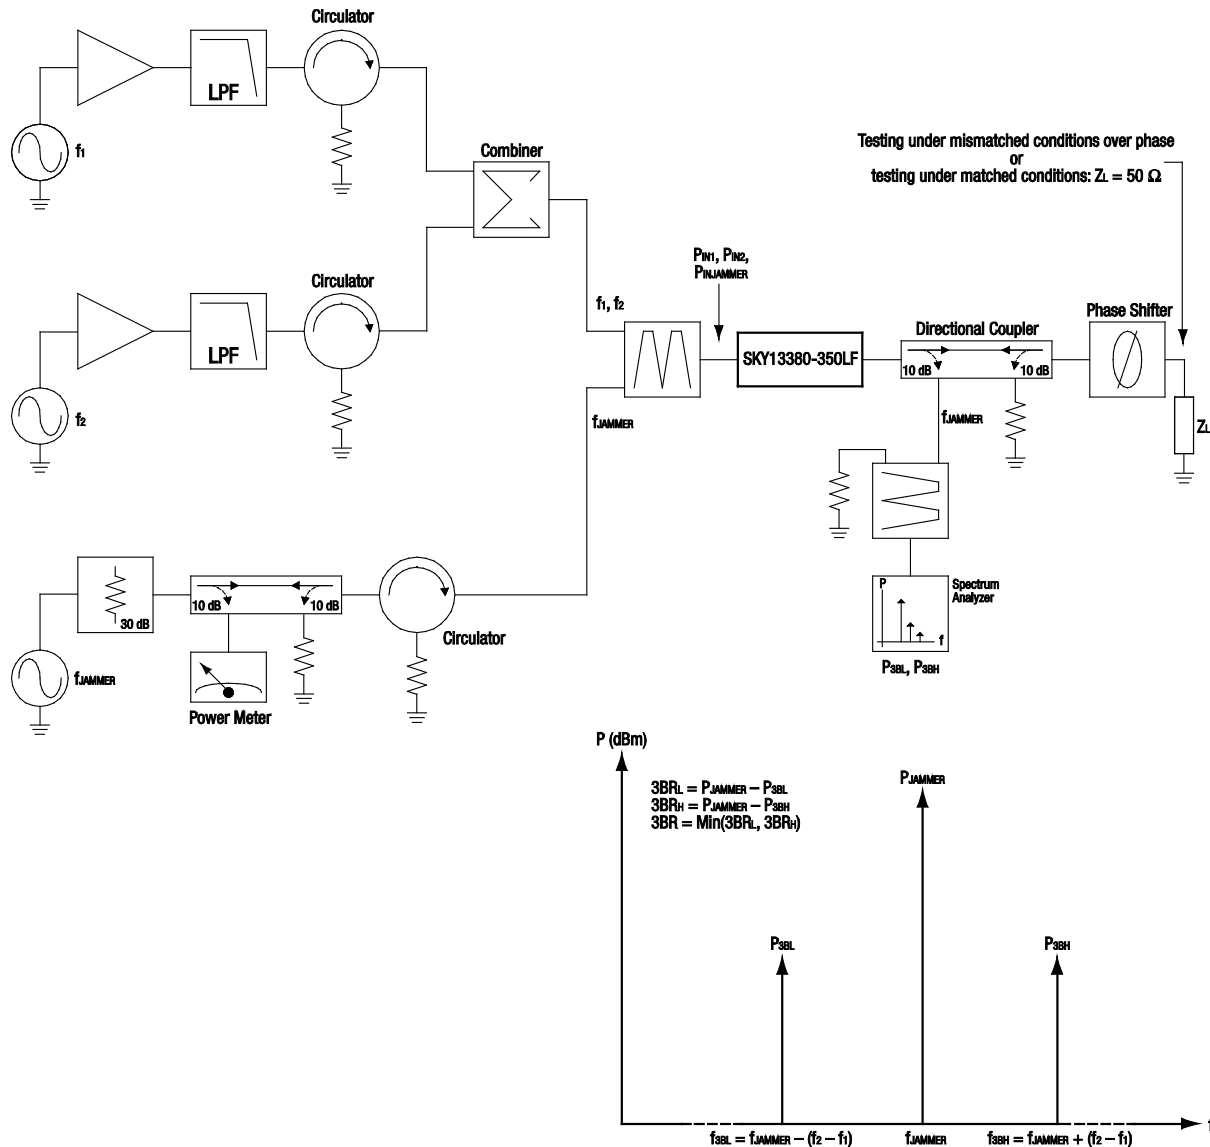 Circulator
LPF
f1
Combiner
Testing under mismatched conditions over phase
or
testing under matched conditions: ZL = 50 Ω
Circulator
LPF
f2
PIN1, PIN2,
PINJAMMER
f1, f2
SKY13380-350LF
Directional Coupler
10 dB
10 dB
Phase Shifter
ZL
fJAMMER
fJAMMER
30 dB
10 dB
10 dB
Circulator
fJAMMER
Power Meter
P
f
Spectrum
Analyzer
P3BL, P3BH
P (dBm)
3BRL = PJAMMER – P3BL
3BRH = PJAMMER – P3BH
3BR = Min(3BRL, 3BRH)
PJAMMER
P3BL
P3BH
f3BL = fJAMMER – (f2 – f1)
fJAMMER
f3BH = fJAMMER + (f2 – f1)
f